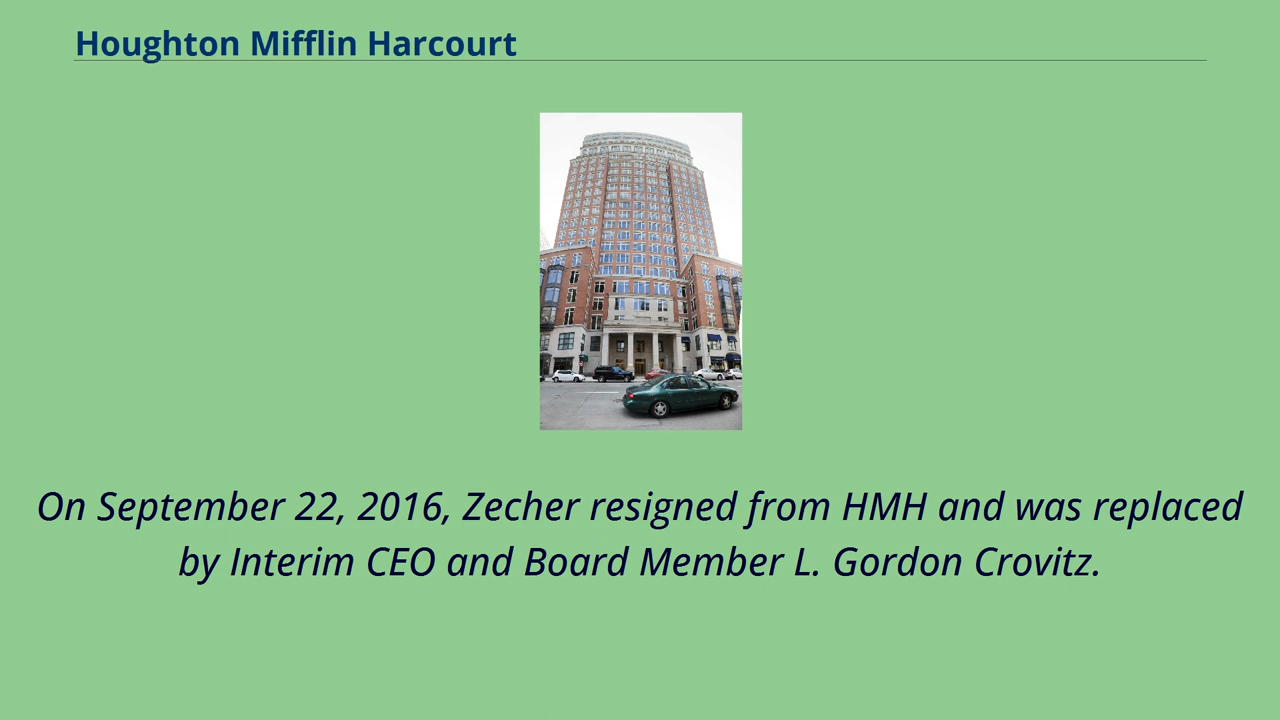 Houghton Mifflin Harcourt
On September 22, 2016, Zecher resigned from HMH and was replaced
by Interim CEO and Board Member L. Gordon Crovitz.